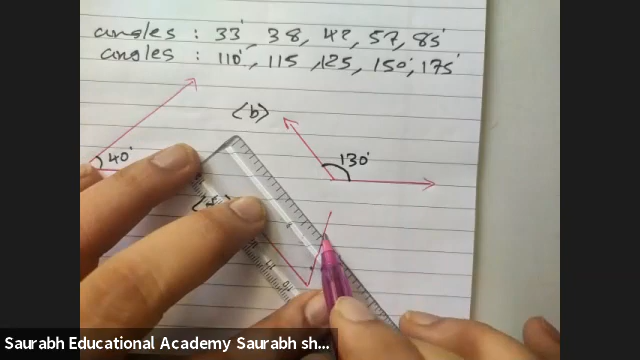 angles : 33°, 38, 42, 57, 85°
angles : 110°, 115, 125, 150°, 175°
(b)
40°
130°
Saurabh Educational Academy Saurabh sh...